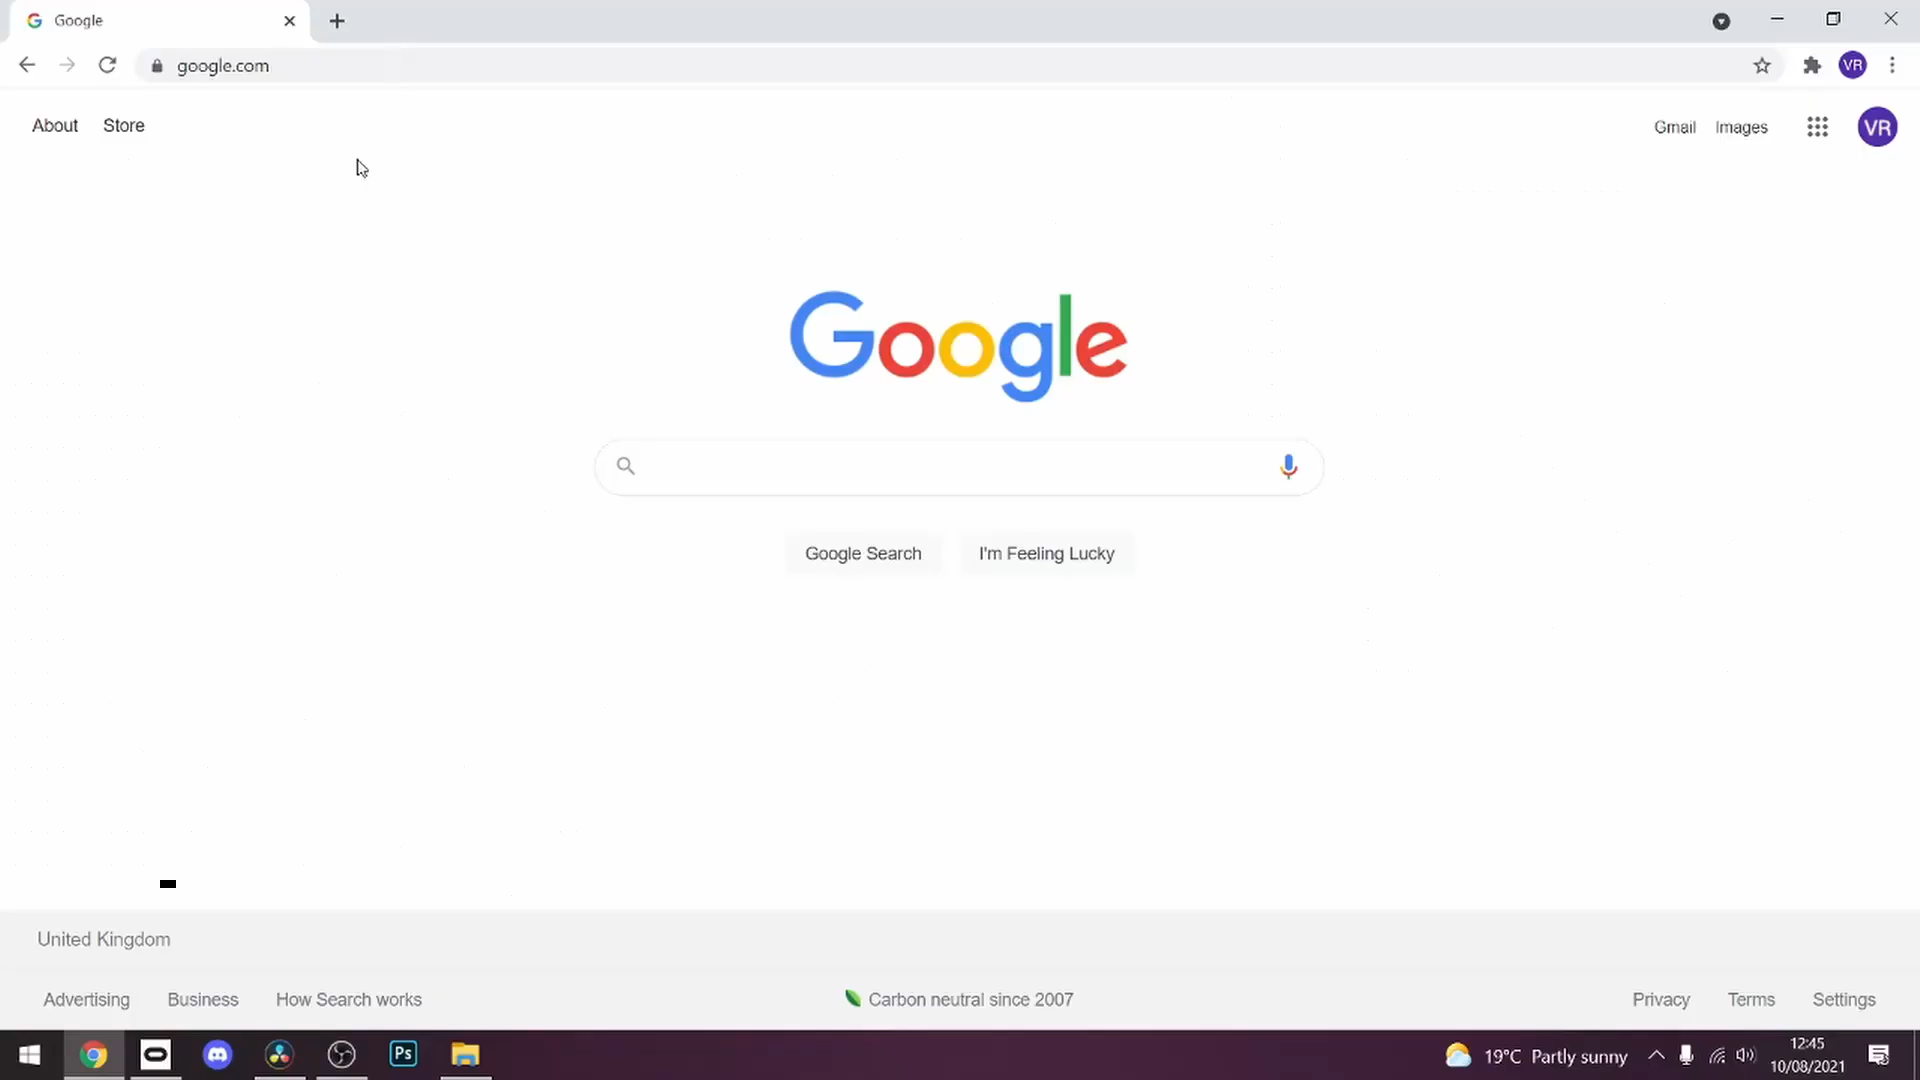 Google
google.com
VR
About Store
Gmail Images VR
Google
Google Search I'm Feeling Lucky
United Kingdom
Advertising Business How Search works
Carbon neutral since 2007
Privacy Terms Settings
Ps
19°C Partly sunny
12:45
10/08/2021